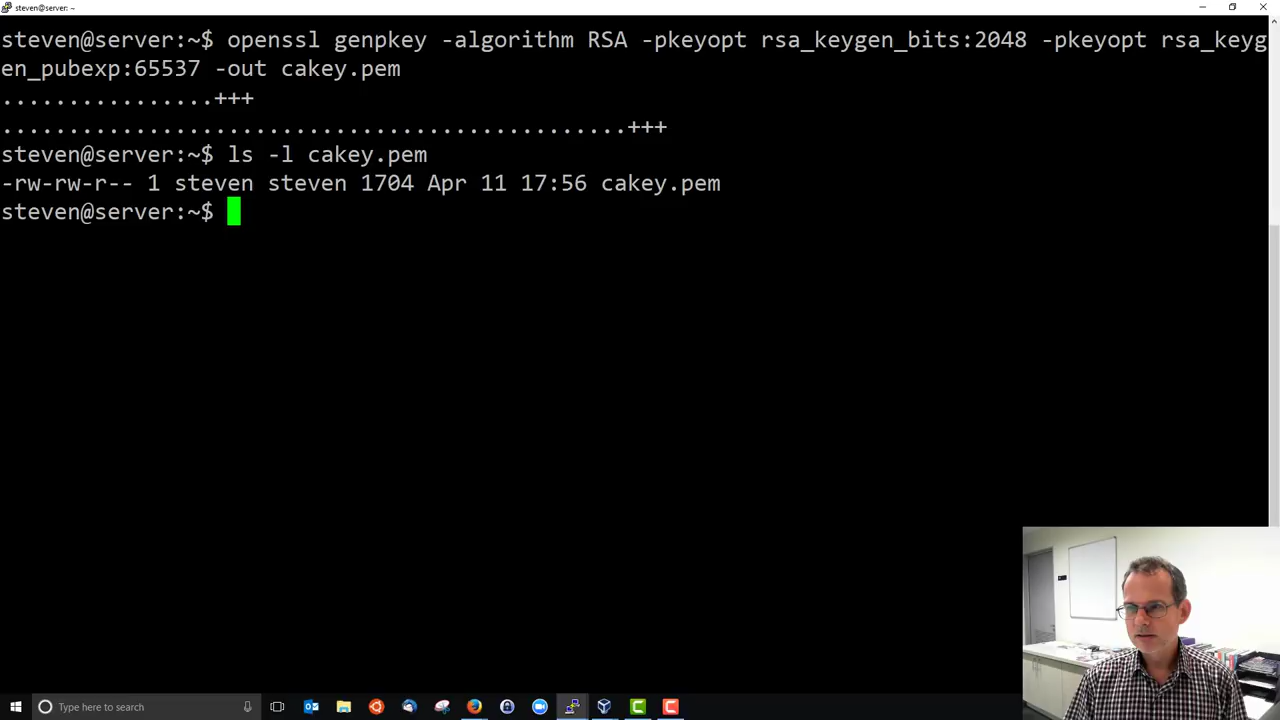 steven@server: ~
steven@server:~$ openssl genpkey -algorithm RSA -pkeyopt rsa_keygen_bits:2048 -pkeyopt rsa_keyg
en_pubexp:65537 -out cakey.pem
................+++
...............................................+++
steven@server:~$ ls -l cakey.pem
-rw-rw-r-- 1 steven steven 1704 Apr 11 17:56 cakey.pem
steven@server:~$
Type here to search